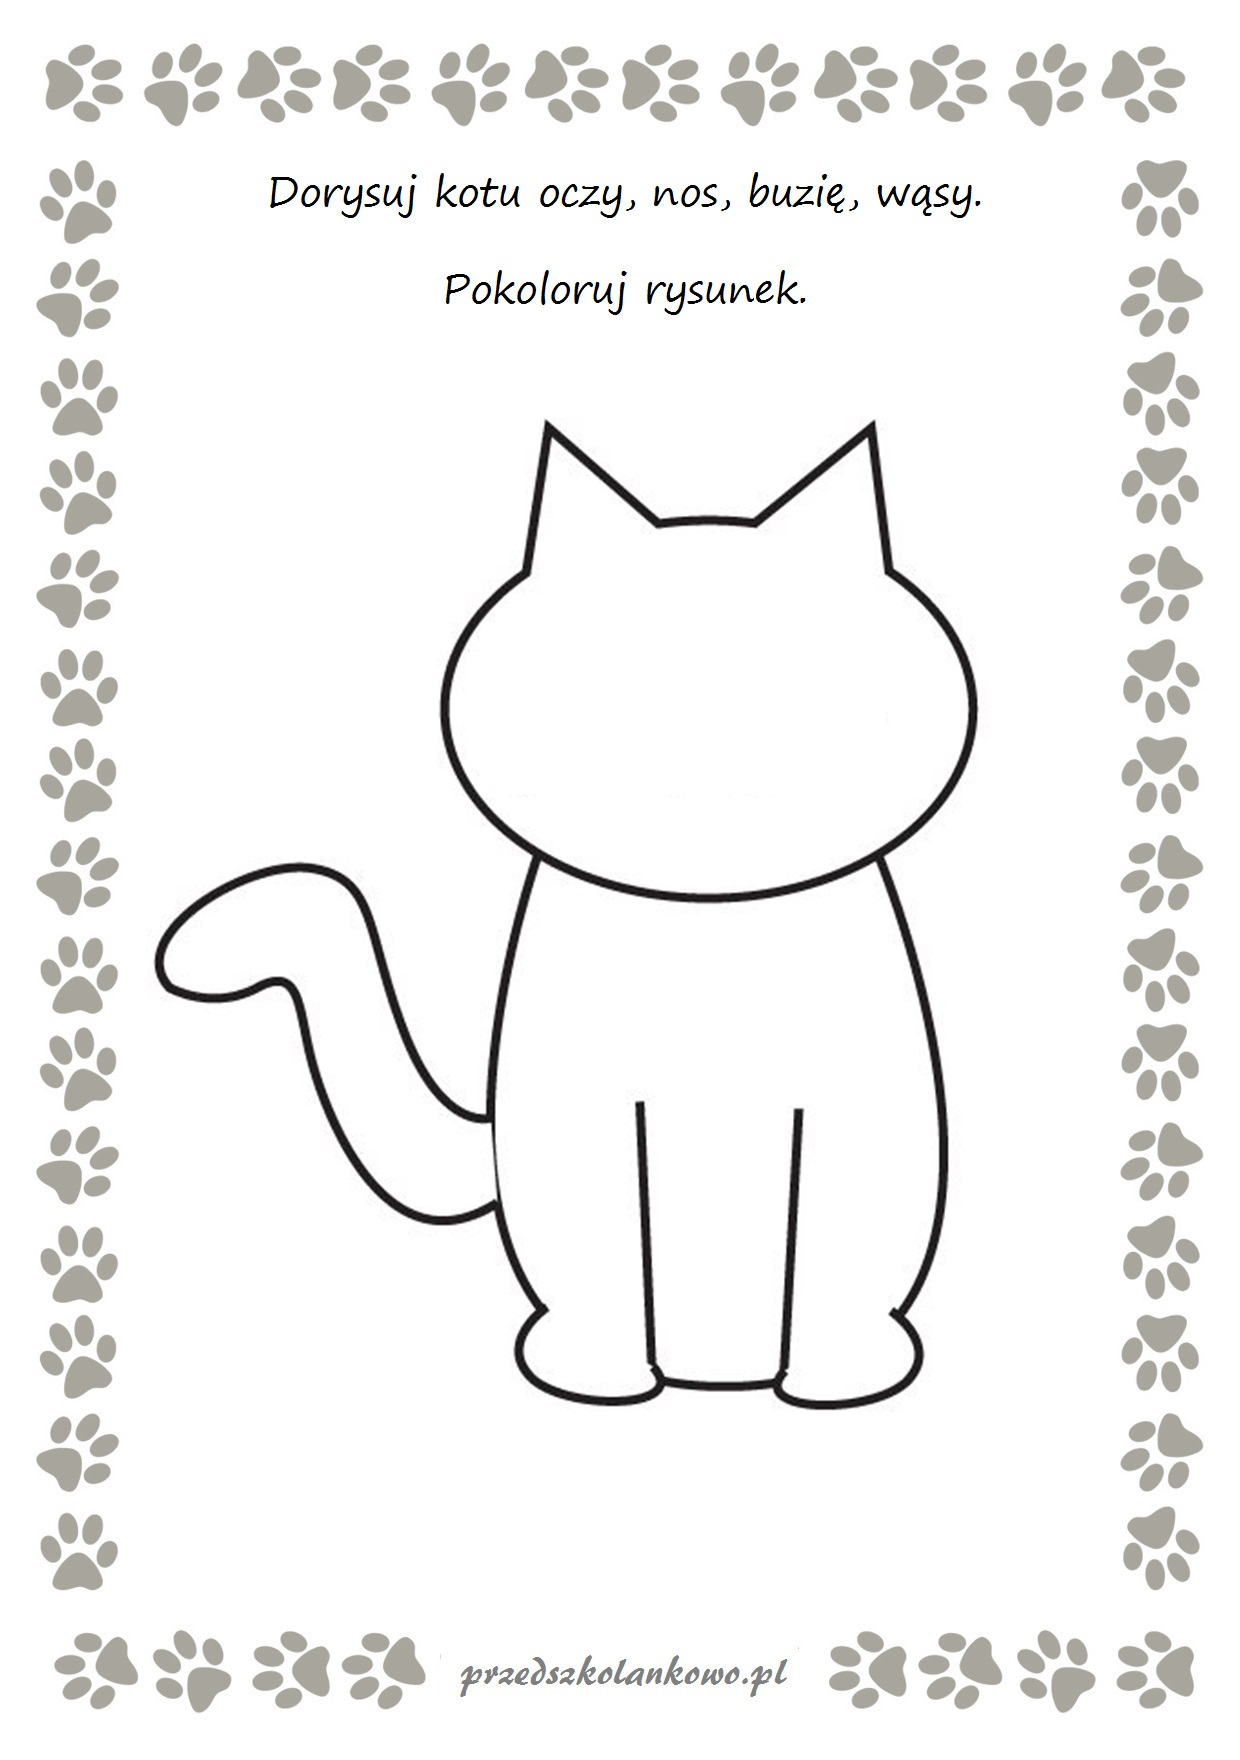 Dorysuj kotu oczy, nos, buzię, wąsy.
Pokoloruj rysunek.
przedszkolankowo.pl